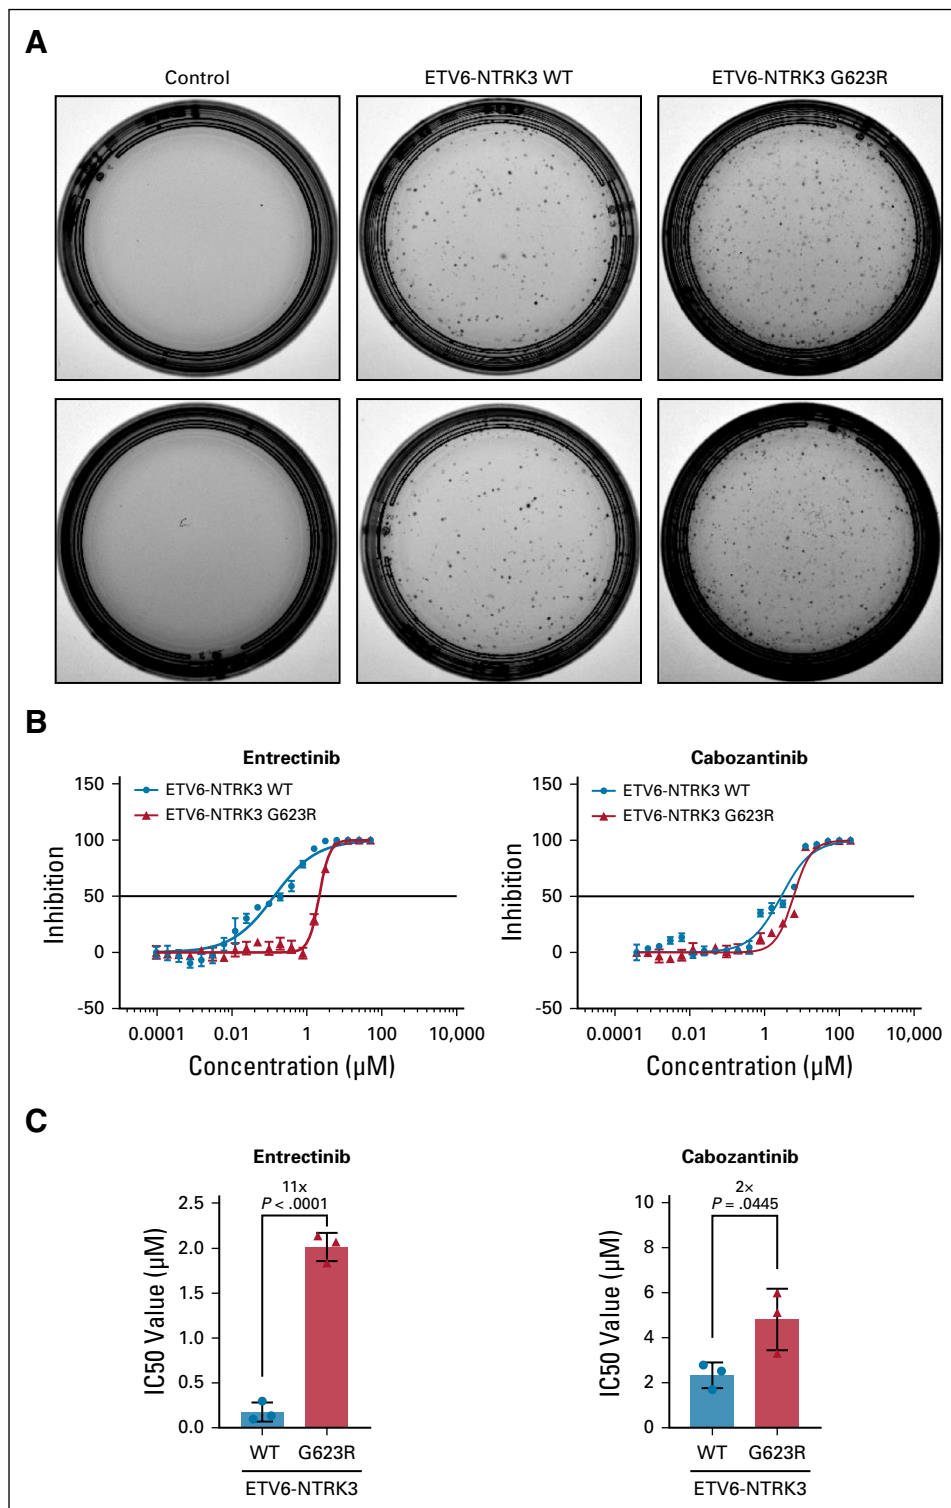 A
Control
ETV6-NTRK3 WT
ETV6-NTRK3 G623R
B
Entrectinib
ETV6-NTRK3 WT
ETV6-NTRK3 G623R
150
100
50
0
-50
Inhibition
0.0001
0.01
1
100
10,000
Concentration (µM)
Cabozantinib
ETV6-NTRK3 WT
ETV6-NTRK3 G623R
150
100
50
0
-50
Inhibition
0.0001
0.01
1
100
10,000
Concentration (µM)
C
Entrectinib
11x
P < .0001
2.5
2.0
1.5
1.0
0.5
0.0
IC50 Value (µM)
WT
G623R
ETV6-NTRK3
Cabozantinib
2×
P = .0445
10
8
6
4
2
0
IC50 Value (µM)
WT
G623R
ETV6-NTRK3